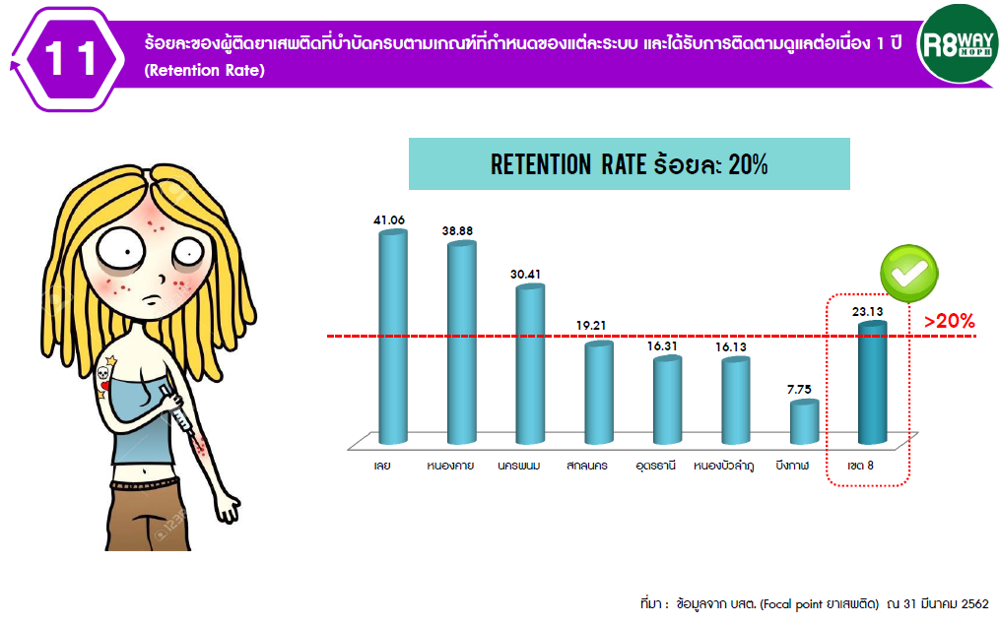 11
ร้อยละของผู้ติดยาเสพติดที่บำบัดครบตามเกณฑ์ที่กำหนดของแต่ละระบบ และได้รับการติดตามดูแลต่อเนื่อง 1 ปี
(Retention Rate)
R8WAY
MOPH
RETENTION RATE ร้อยละ 20%
41.06
38.88
30.41
19.21
16.31
16.13
7.75
23.13
>20%
เลย หนองคาย นครพนม สกลนคร อุดรธานี หนองบัวลำภู บึงกาฬ เขต 8
ที่มา : ข้อมูลจาก บสต. (Focal point ยาเสพติด) ณ 31 มีนาคม 2562